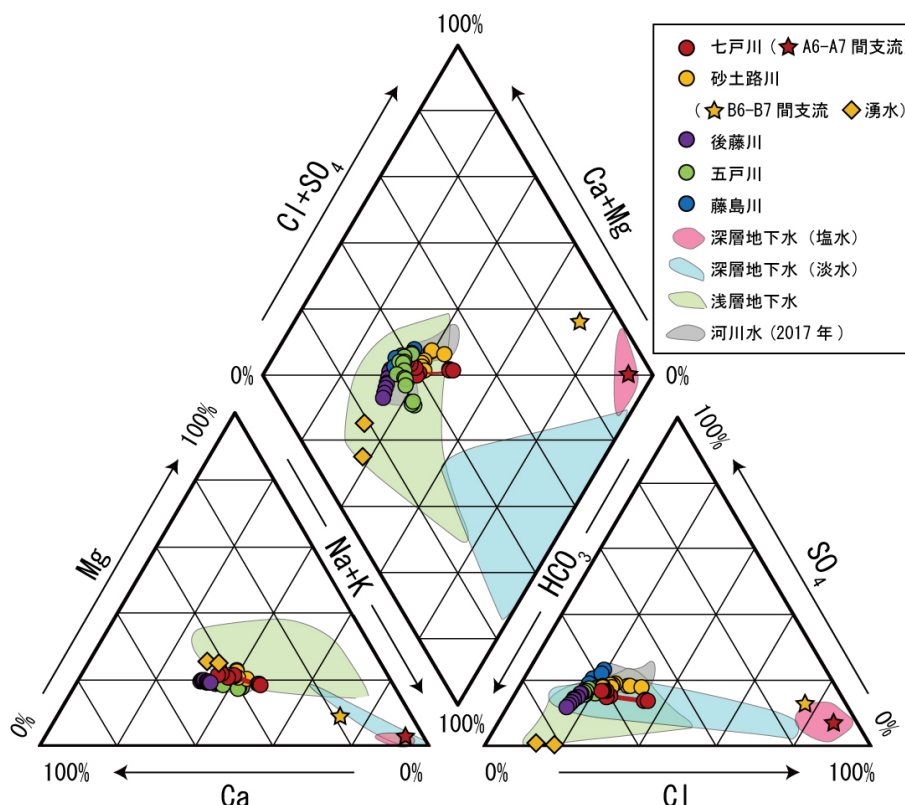 100%
七戸川 ( A6-A7 間支流)
砂土路川
( B6-B7 間支流 湧水)
後藤川
五戸川
藤島川
深層地下水 (塩水)
深層地下水 (淡水)
浅層地下水
河川水 (2017 年 )
Cl+SO₄
Ca+Mg
0%
0%
100%
100%
Mg
Na+K
HCO₃
SO₄
0%
100%
0%
100%
0%
0%
100%
Ca
Cl